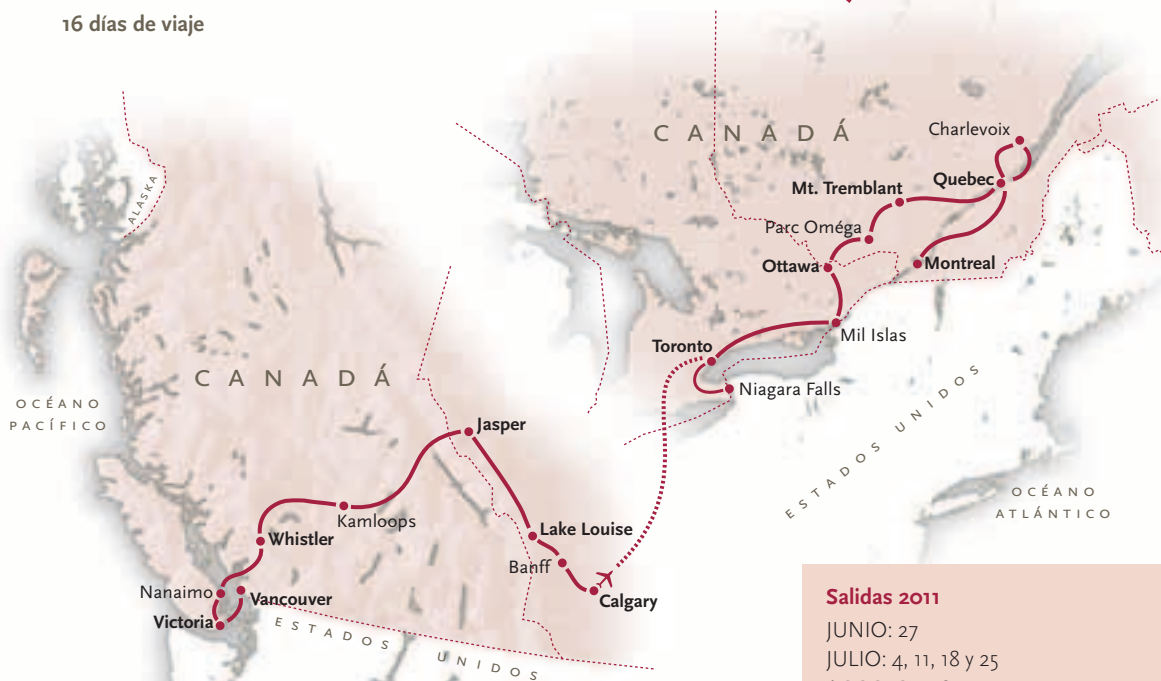 16 días de viaje
CANADÁ
Charlevoix
Mt. Tremblant
Quebec
Parc Oméga
Ottawa
Montreal
Mil Islas
Toronto
Niagara Falls
ESTADOS UNIDOS
OCÉANO
ATLÁNTICO
ALASKA
CANADÁ
OCÉANO
PACÍFICO
Jasper
Kamloops
Whistler
Lake Louise
Banff
Calgary
Nanaimo
Vancouver
Victoria
ESTADOS UNIDOS
Salidas 2011
JUNIO: 27
JULIO: 4, 11, 18 y 25